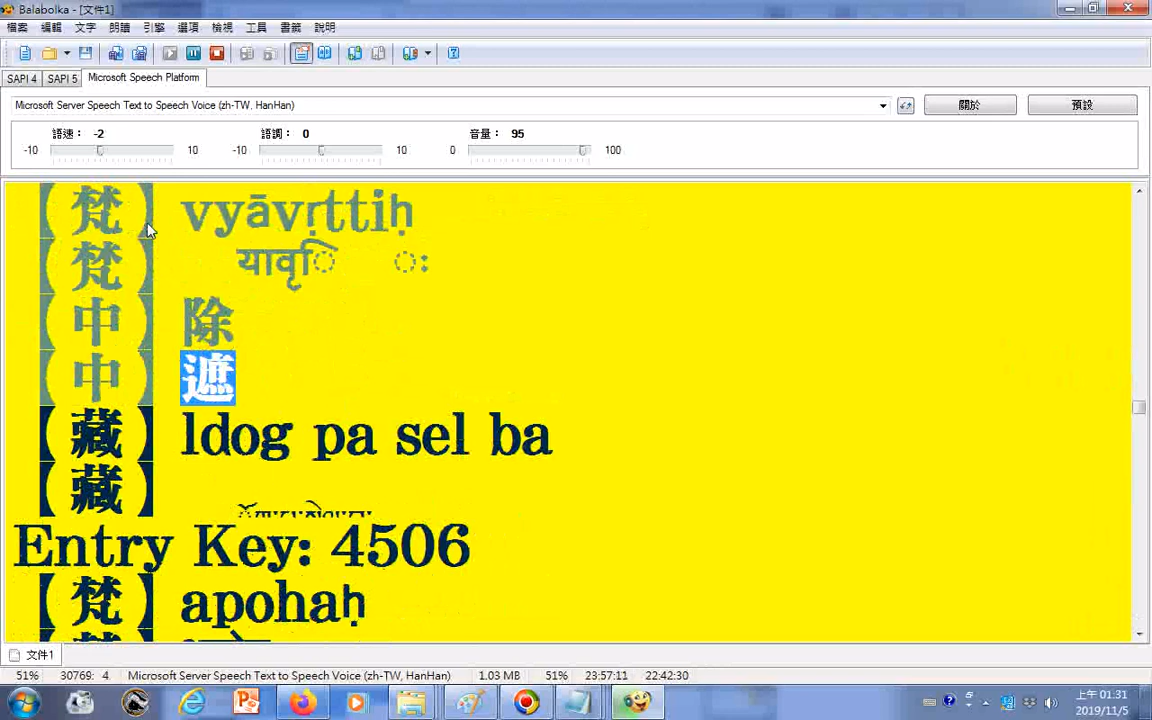 Balabolka - [文件1]
檔案 編輯 文字 朗讀 引擎 選項 檢視 工具 書籤 說明
SAPI 4 SAPI 5 Microsoft Speech Platform
Microsoft Server Speech Text to Speech Voice (zh-TW, HanHan) 關於 預設
語速： -2 語調： 0 音量： 95
-10 10 -10 10 0 100
【梵】 vyāvṛttiḥ
【梵】
【中】 除
【中】 遮
【藏】 ldog pa sel ba
【藏】
Entry Key: 4506
【梵】 apohaḥ
文件1
51% 30769: 4 Microsoft Server Speech Text to Speech Voice (zh-TW, HanHan) 1.03 MB 51% 23:57:11 22:42:30
上午 01:31
2019/11/5